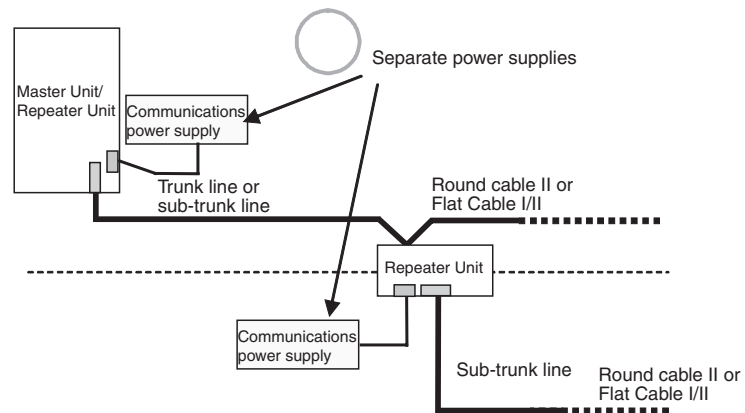 Separate power supplies
Master Unit/
Repeater Unit
Communications
power supply
Trunk line or
sub-trunk line
Round cable II or
Flat Cable I/II
Repeater Unit
Communications
power supply
Sub-trunk line
Round cable II or
Flat Cable I/II